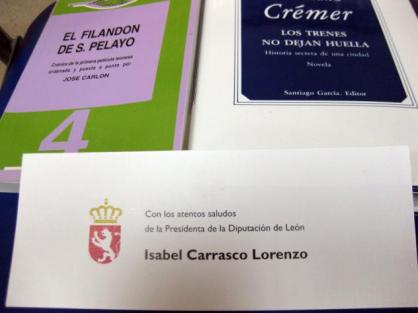 EL FILANDON
DE S. PELAYO
Crónica de la primera película leonesa
ordenada y puesta a punto por
JOSE CARLON
4
Crémer
LOS TRENES
NO DEJAN HUELLA
Historia secreta de una ciudad
Novela
Santiago García. Editor
Con los atentos saludos
de la Presidenta de la Diputación de León
Isabel Carrasco Lorenzo